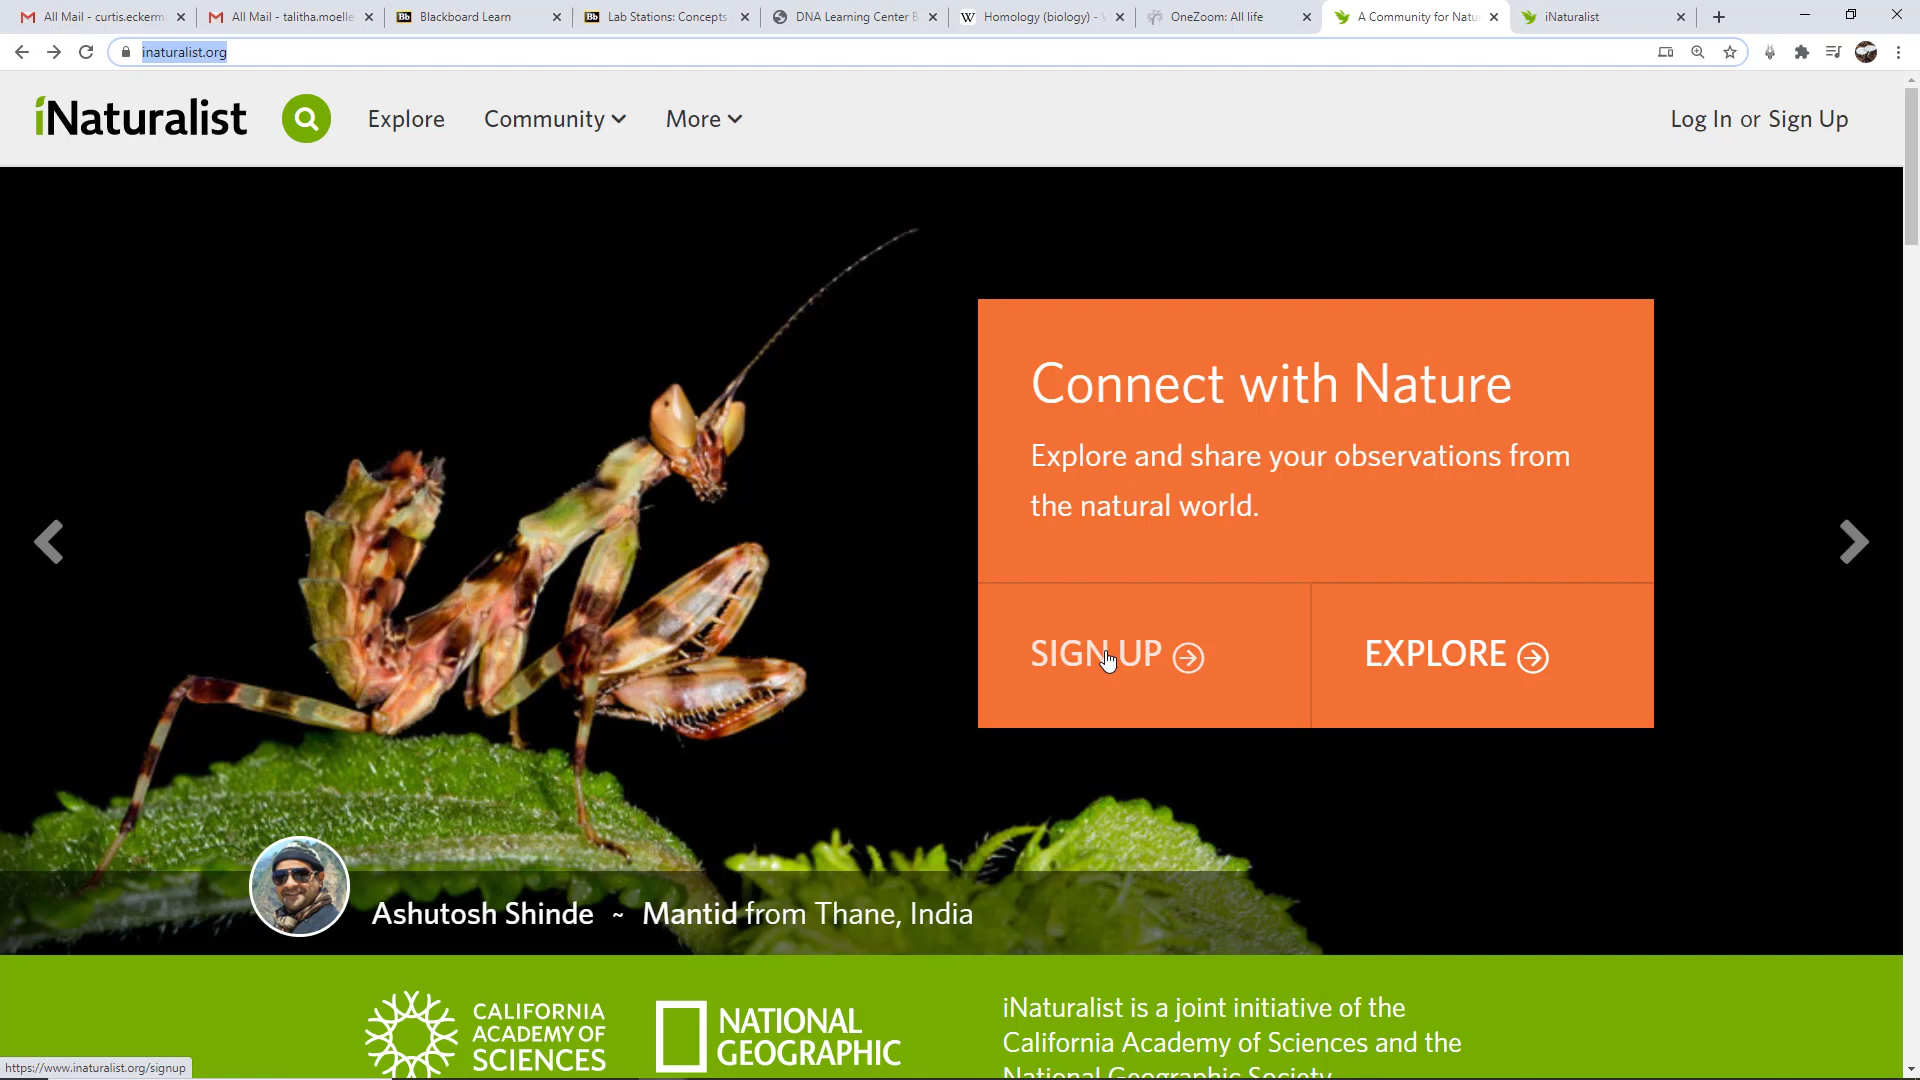 All Mail - curtis.eckerm
All Mail - talitha.moelle
Blackboard Learn
Lab Stations: Concepts
DNA Learning Center B
Homology (biology) - W
OneZoom: All life
A Community for Natu
iNaturalist
inaturalist.org
iNaturalist
Explore
Community
More
Log In or Sign Up
Connect with Nature
Explore and share your observations from
the natural world.
SIGN UP
EXPLORE
Ashutosh Shinde ~ Mantid from Thane, India
CALIFORNIA
ACADEMY OF
SCIENCES
NATIONAL
GEOGRAPHIC
iNaturalist is a joint initiative of the
California Academy of Sciences and the
National Geographic Society
https://www.inaturalist.org/signup